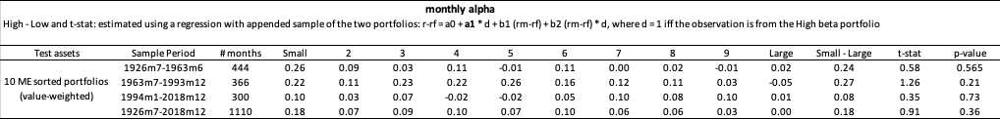 monthly alpha
High - Low and t-stat: estimated using a regression with appended sample of the two portfolios: r-rf = a0 + a1 * d + b1 (rm-rf) + b2 (rm-rf) * d, where d = 1 iff the observation is from the High beta portfolio
Test assets Sample Period # months Small 2 3 4 5 6 7 8 9 Large Small - Large t-stat p-value
1926m7-1963m6 444 0.26 0.09 0.03 0.11 -0.01 0.11 0.00 0.02 -0.01 0.02 0.24 0.58 0.565
10 ME sorted portfolios 1963m7-1993m12 366 0.22 0.11 0.23 0.22 0.26 0.16 0.12 0.11 0.03 -0.05 0.27 1.26 0.21
(value-weighted) 1994m1-2018m12 300 0.10 0.03 0.07 -0.02 -0.02 0.05 0.10 0.08 0.10 0.01 0.08 0.35 0.73
1926m7-2018m12 1110 0.18 0.07 0.09 0.10 0.07 0.10 0.06 0.06 0.03 0.00 0.18 0.91 0.36